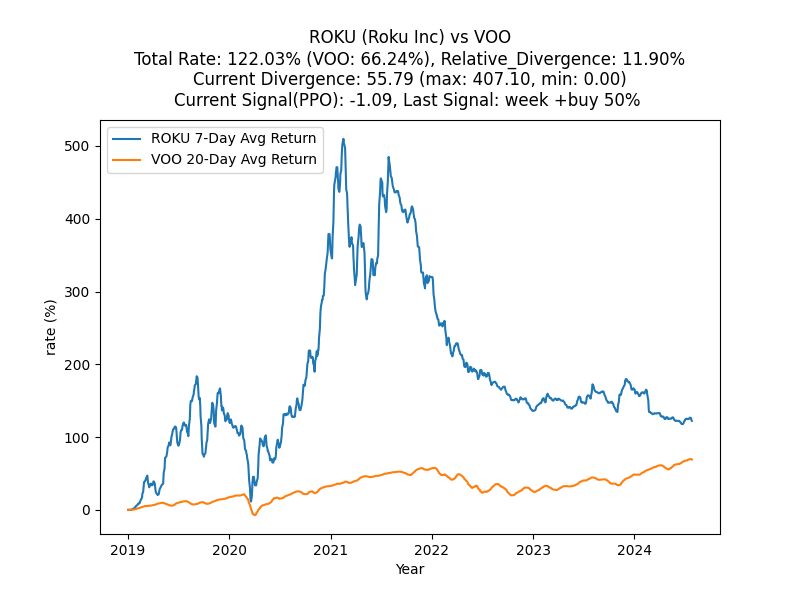 ROKU (Roku Inc) vs VOO
Total Rate: 122.03% (VOO: 66.24%), Relative_Divergence: 11.90%
Current Divergence: 55.79 (max: 407.10, min: 0.00)
Current Signal(PPO): -1.09, Last Signal: week +buy 50%
ROKU 7-Day Avg Return
VOO 20-Day Avg Return
rate (%)
500
400
300
200
100
0
2019 2020 2021 2022 2023 2024
Year